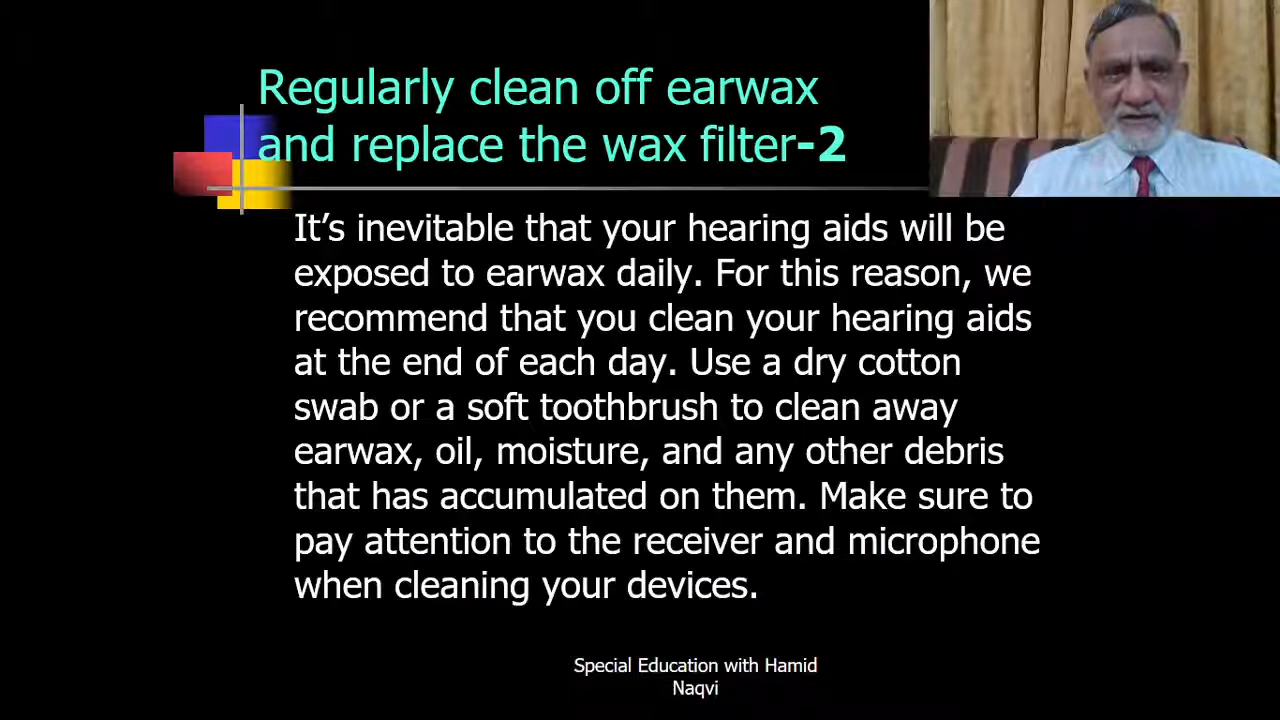 Regularly clean off earwax
and replace the wax filter-2
It’s inevitable that your hearing aids will be
exposed to earwax daily. For this reason, we
recommend that you clean your hearing aids
at the end of each day. Use a dry cotton
swab or a soft toothbrush to clean away
earwax, oil, moisture, and any other debris
that has accumulated on them. Make sure to
pay attention to the receiver and microphone
when cleaning your devices.
Special Education with Hamid
Naqvi